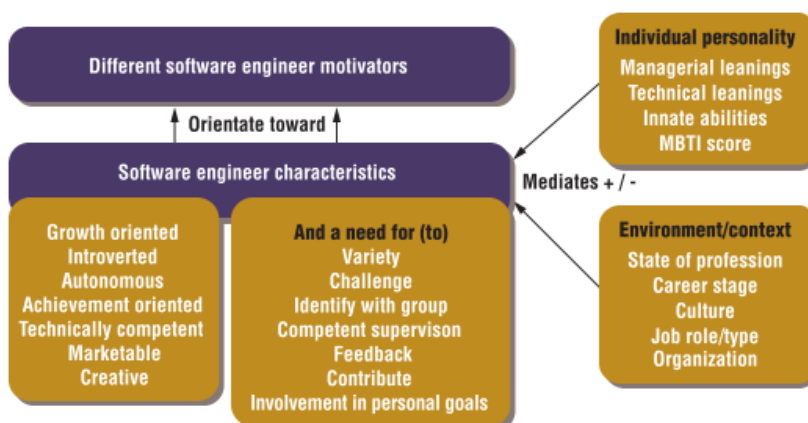 Different software engineer motivators
Orientate toward
Software engineer characteristics
Growth oriented
Introverted
Autonomous
Achievement oriented
Technically competent
Marketable
Creative
And a need for (to)
Variety
Challenge
Identify with group
Competent supervison
Feedback
Contribute
Involvement in personal goals
Individual personality
Managerial leanings
Technical leanings
Innate abilities
MBTI score
Mediates + / -
Environment/context
State of profession
Career stage
Culture
Job role/type
Organization